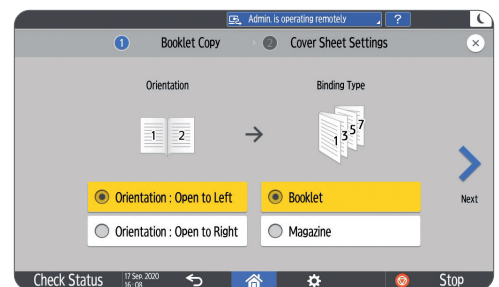 Admin. is operating remotely ?
1 Booklet Copy 2 Cover Sheet Settings
Orientation Binding Type
1 2 1 3 5 7
Orientation : Open to Left Booklet
Next
Orientation : Open to Right Magazine
Check Status 17 Sep. 2020 Stop
16:08